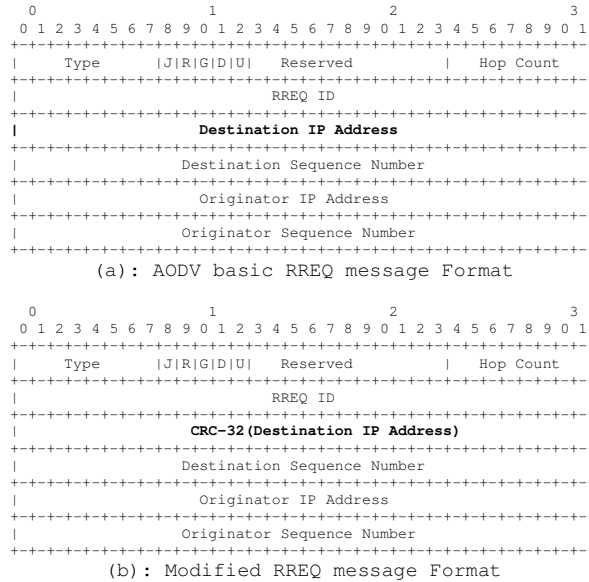 0 1 2 3
0 1 2 3 4 5 6 7 8 9 0 1 2 3 4 5 6 7 8 9 0 1 2 3 4 5 6 7 8 9 0 1
+-+-+-+-+-+-+-+-+-+-+-+-+-+-+-+-+-+-+-+-+-+-+-+-+-+-+-+-+-+-+-+-
| Type |J|R|G|D|U| Reserved | Hop Count
+-+-+-+-+-+-+-+-+-+-+-+-+-+-+-+-+-+-+-+-+-+-+-+-+-+-+-+-+-+-+-+-
| RREQ ID
+-+-+-+-+-+-+-+-+-+-+-+-+-+-+-+-+-+-+-+-+-+-+-+-+-+-+-+-+-+-+-+-
| Destination IP Address
+-+-+-+-+-+-+-+-+-+-+-+-+-+-+-+-+-+-+-+-+-+-+-+-+-+-+-+-+-+-+-+-
| Destination Sequence Number
+-+-+-+-+-+-+-+-+-+-+-+-+-+-+-+-+-+-+-+-+-+-+-+-+-+-+-+-+-+-+-+-
| Originator IP Address
+-+-+-+-+-+-+-+-+-+-+-+-+-+-+-+-+-+-+-+-+-+-+-+-+-+-+-+-+-+-+-+-
| Originator Sequence Number
+-+-+-+-+-+-+-+-+-+-+-+-+-+-+-+-+-+-+-+-+-+-+-+-+-+-+-+-+-+-+-+-
(a): AODV basic RREQ message Format
0 1 2 3
0 1 2 3 4 5 6 7 8 9 0 1 2 3 4 5 6 7 8 9 0 1 2 3 4 5 6 7 8 9 0 1
+-+-+-+-+-+-+-+-+-+-+-+-+-+-+-+-+-+-+-+-+-+-+-+-+-+-+-+-+-+-+-+-
| Type |J|R|G|D|U| Reserved | Hop Count
+-+-+-+-+-+-+-+-+-+-+-+-+-+-+-+-+-+-+-+-+-+-+-+-+-+-+-+-+-+-+-+-
| RREQ ID
+-+-+-+-+-+-+-+-+-+-+-+-+-+-+-+-+-+-+-+-+-+-+-+-+-+-+-+-+-+-+-+-
| CRC-32(Destination IP Address)
+-+-+-+-+-+-+-+-+-+-+-+-+-+-+-+-+-+-+-+-+-+-+-+-+-+-+-+-+-+-+-+-
| Destination Sequence Number
+-+-+-+-+-+-+-+-+-+-+-+-+-+-+-+-+-+-+-+-+-+-+-+-+-+-+-+-+-+-+-+-
| Originator IP Address
+-+-+-+-+-+-+-+-+-+-+-+-+-+-+-+-+-+-+-+-+-+-+-+-+-+-+-+-+-+-+-+-
| Originator Sequence Number
+-+-+-+-+-+-+-+-+-+-+-+-+-+-+-+-+-+-+-+-+-+-+-+-+-+-+-+-+-+-+-+-
(b): Modified RREQ message Format